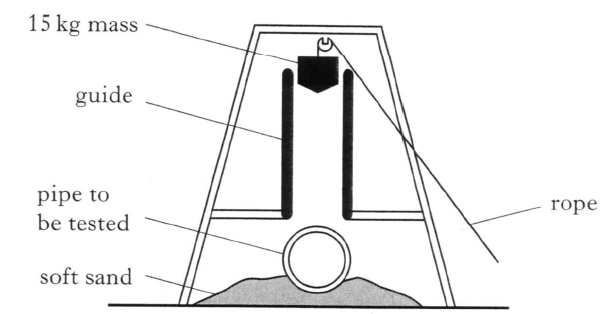 15 kg mass
guide
pipe to
be tested
rope
soft sand